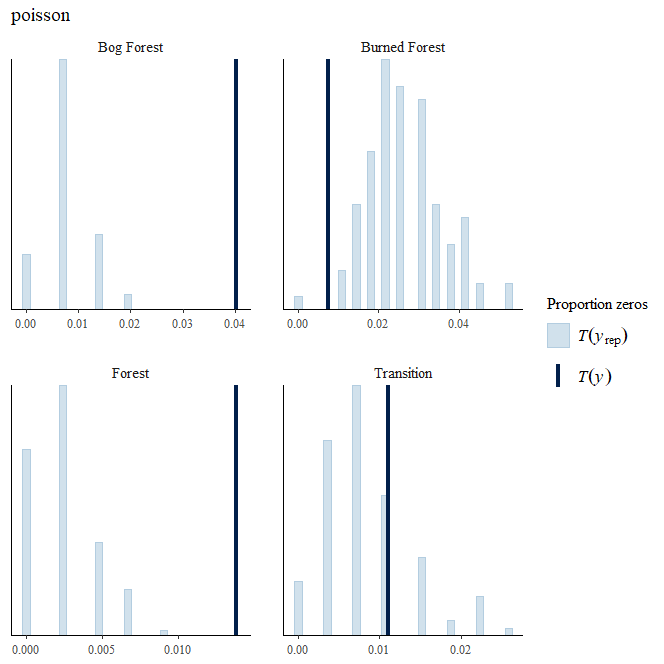 poisson
Bog Forest
Burned Forest
0.00 0.01 0.02 0.03 0.04
0.00 0.02 0.04
Proportion zeros
T(yrep)
T(y)
Forest
Transition
0.000 0.005 0.010
0.00 0.01 0.02